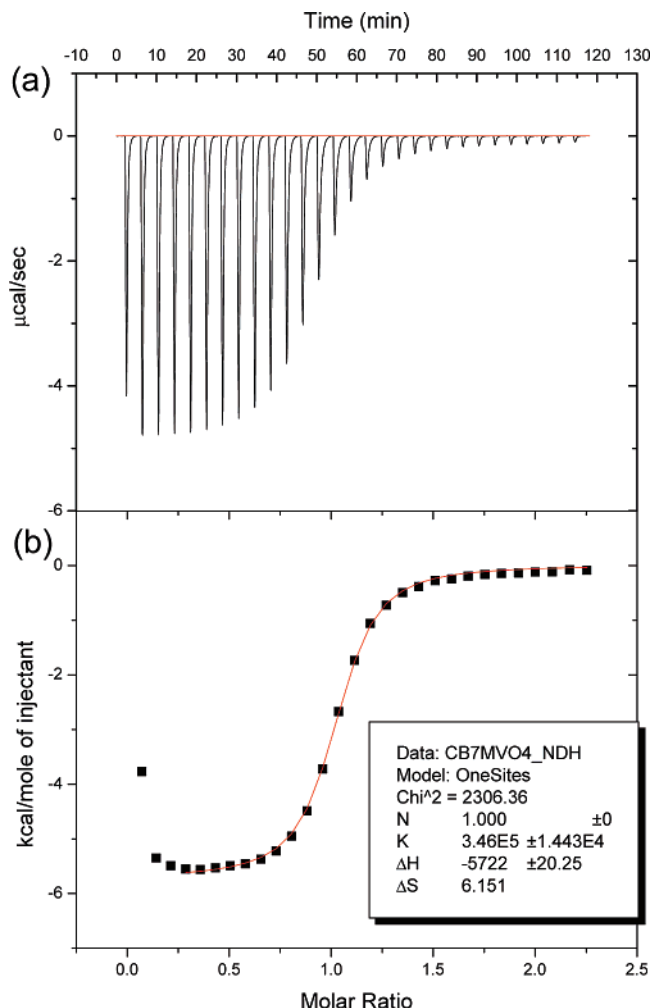 Time (min)
-10 0 10 20 30 40 50 60 70 80 90 100 110 120 130
(a)
0
-2
-4
-6
µcal/sec
(b)
0
-2
-4
-6
kcal/mole of injectant
Data: CB7MVO4_NDH
Model: OneSites
Chi^2 = 2306.36
N 1.000 ±0
K 3.46E5 ±1.443E4
ΔH -5722 ±20.25
ΔS 6.151
0.0 0.5 1.0 1.5 2.0 2.5
Molar Ratio